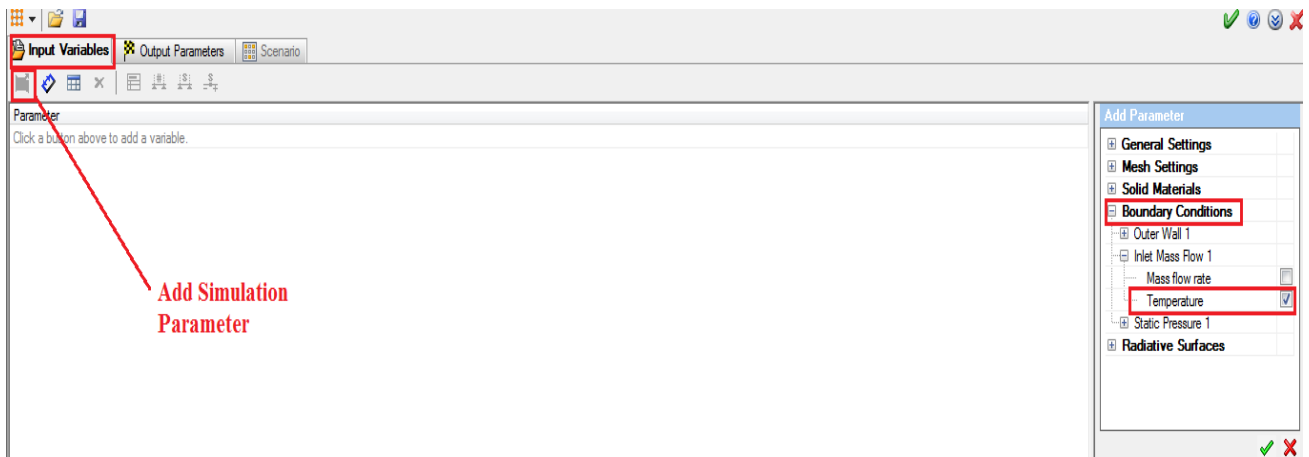 Input Variables
Output Parameters
Scenario
Parameter
Click a button above to add a variable.
Add Simulation
Parameter
Add Parameter
General Settings
Mesh Settings
Solid Materials
Boundary Conditions
Outer Wall 1
Inlet Mass Flow 1
Mass flow rate
Temperature
Static Pressure 1
Radiative Surfaces